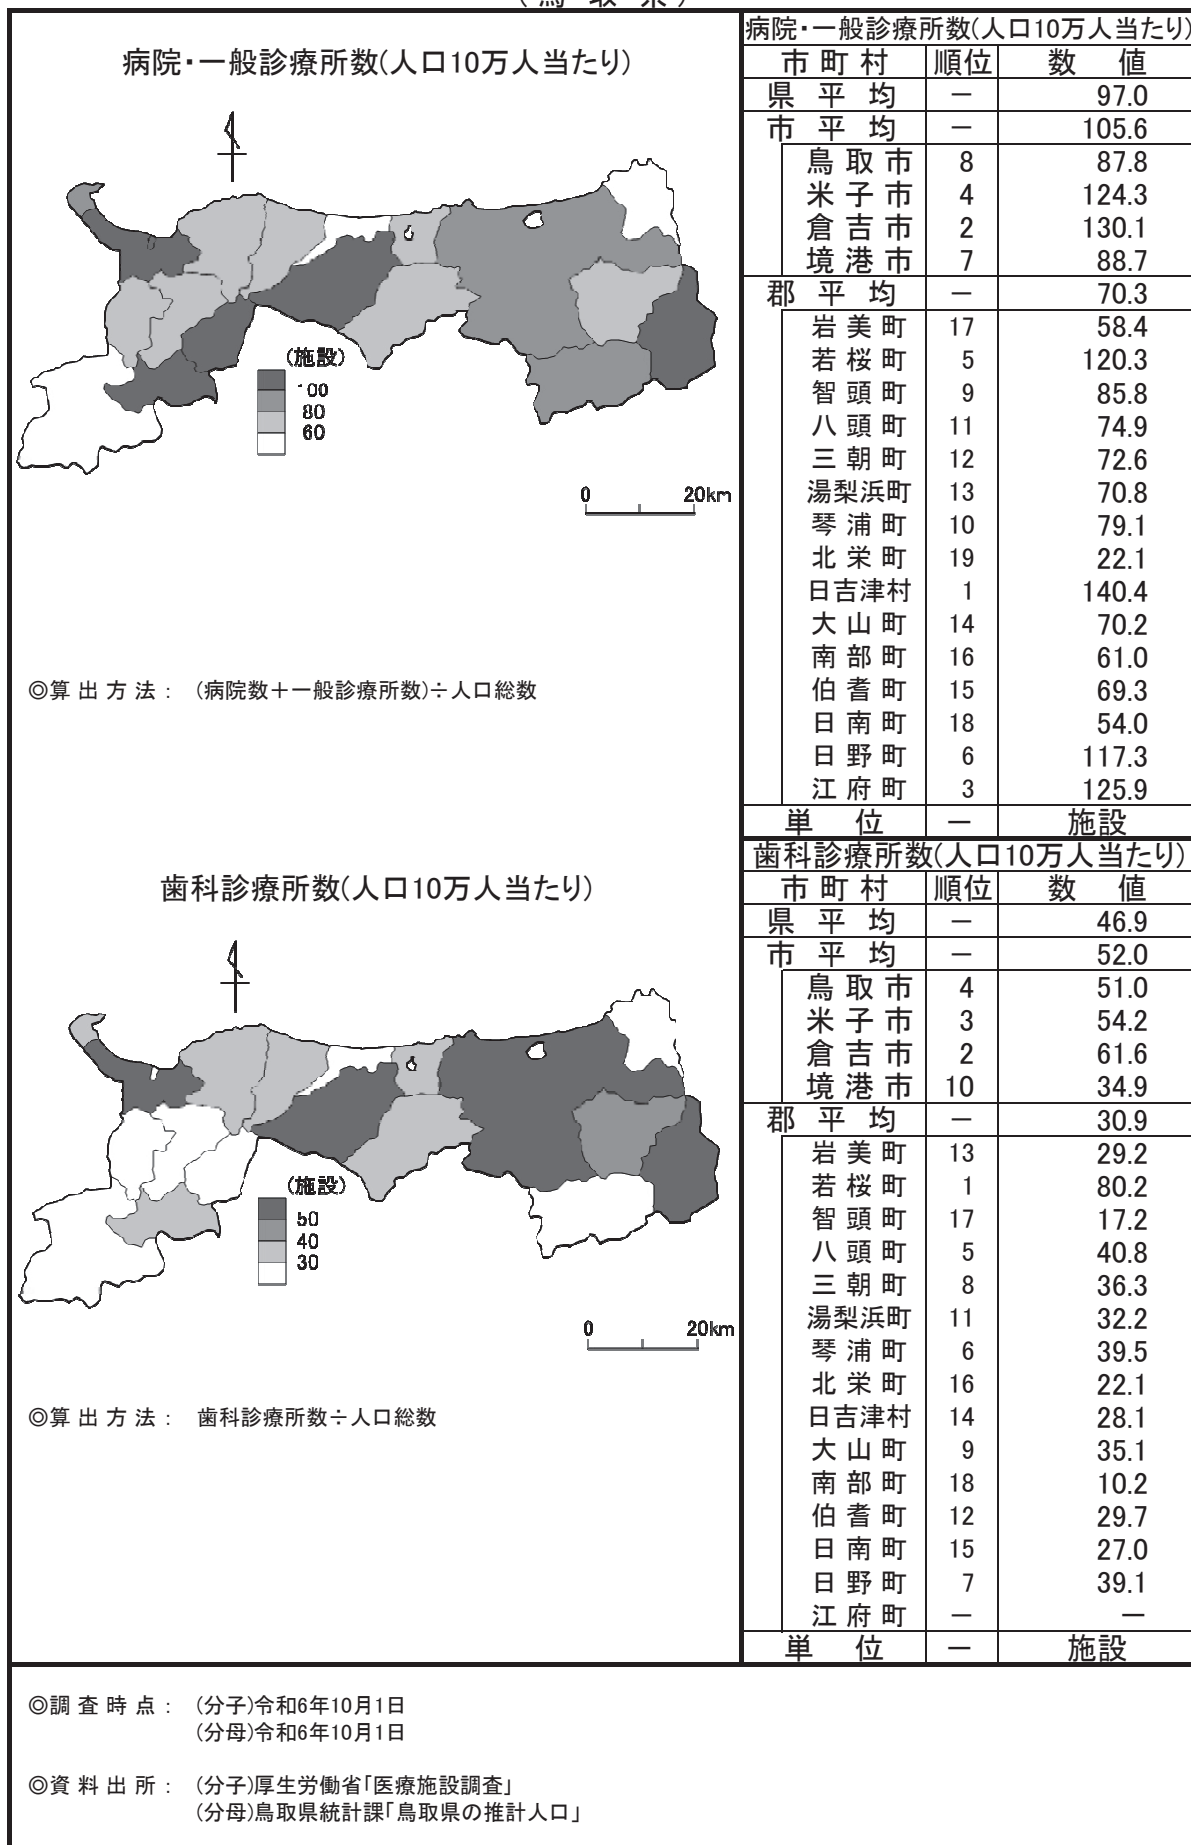 (鳥 取 県)
病院・一般診療所数(人口10万人当たり)
(施設)
100
80
60
0 20km
◎算出方法: (病院数+一般診療所数)÷人口総数
病院・一般診療所数(人口10万人当たり)
市町村 順位 数 値
県平均 － 97.0
市平均 － 105.6
鳥取市 8 87.8
米子市 4 124.3
倉吉市 2 130.1
境港市 7 88.7
郡平均 － 70.3
岩美町 17 58.4
若桜町 5 120.3
智頭町 9 85.8
八頭町 11 74.9
三朝町 12 72.6
湯梨浜町 13 70.8
琴浦町 10 79.1
北栄町 19 22.1
日吉津村 1 140.4
大山町 14 70.2
南部町 16 61.0
伯耆町 15 69.3
日南町 18 54.0
日野町 6 117.3
江府町 3 125.9
単位 － 施設
歯科診療所数(人口10万人当たり)
(施設)
50
40
30
0 20km
◎算出方法: 歯科診療所数÷人口総数
歯科診療所数(人口10万人当たり)
市町村 順位 数 値
県平均 － 46.9
市平均 － 52.0
鳥取市 4 51.0
米子市 3 54.2
倉吉市 2 61.6
境港市 10 34.9
郡平均 － 30.9
岩美町 13 29.2
若桜町 1 80.2
智頭町 17 17.2
八頭町 5 40.8
三朝町 8 36.3
湯梨浜町 11 32.2
琴浦町 6 39.5
北栄町 16 22.1
日吉津村 14 28.1
大山町 9 35.1
南部町 18 10.2
伯耆町 12 29.7
日南町 15 27.0
日野町 7 39.1
江府町 － －
単位 － 施設
◎調査時点: (分子)令和6年10月1日
(分母)令和6年10月1日
◎資料出所: (分子)厚生労働省「医療施設調査」
(分母)鳥取県統計課「鳥取県の推計人口」